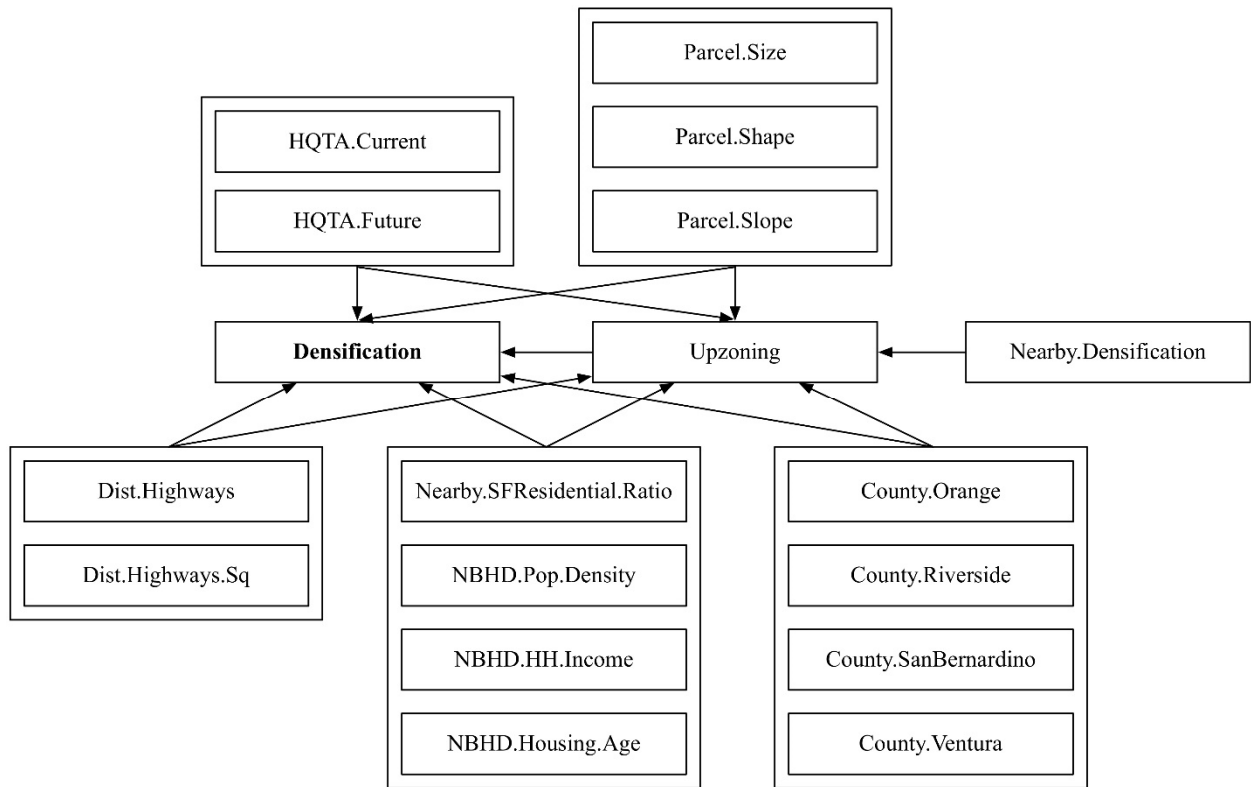 Parcel.Size
Parcel.Shape
Parcel.Slope
HQTA.Current
HQTA.Future
Densification
Upzoning
Nearby.Densification
Dist.Highways
Dist.Highways.Sq
Nearby.SFResidential.Ratio
NBHD.Pop.Density
NBHD.HH.Income
NBHD.Housing.Age
County.Orange
County.Riverside
County.SanBernardino
County.Ventura